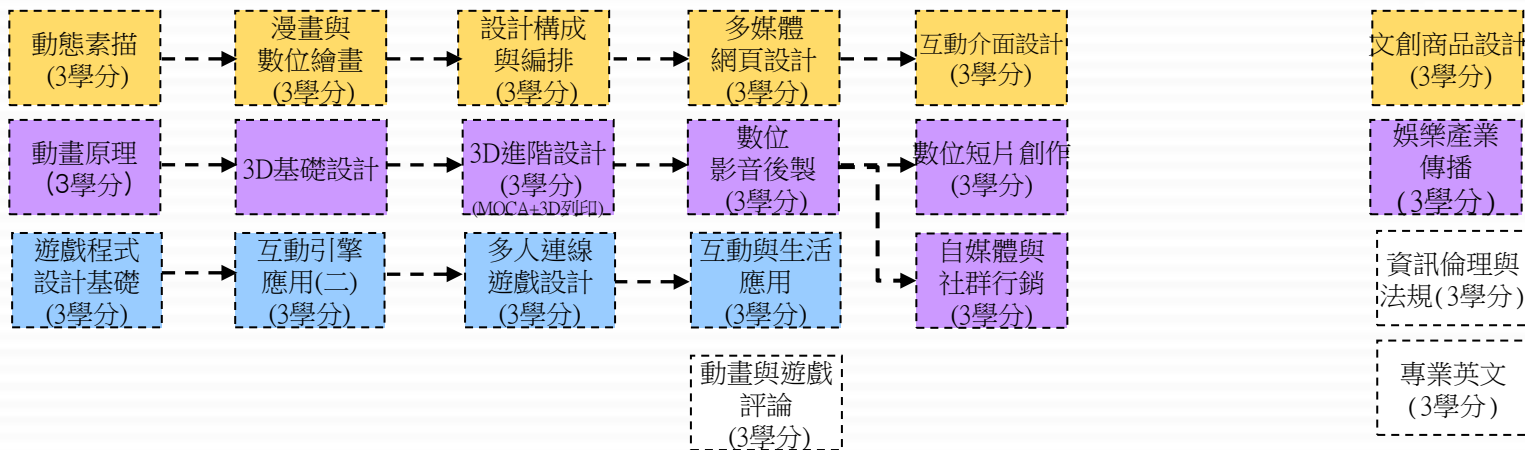 動態素描
(3學分)
漫畫與
數位繪畫
(3學分)
設計構成
與編排
(3學分)
多媒體
網頁設計
(3學分)
互動介面設計
(3學分)
文創商品設計
(3學分)
動畫原理
(3學分)
3D基礎設計
3D進階設計
(3學分)
(MOCA+3D列印)
數位
影音後製
(3學分)
數位短片創作
(3學分)
娛樂產業
傳播
(3學分)
遊戲程式
設計基礎
(3學分)
互動引擎
應用(二)
(3學分)
多人連線
遊戲設計
(3學分)
互動與生活
應用
(3學分)
自媒體與
社群行銷
(3學分)
資訊倫理與
法規(3學分)
動畫與遊戲
評論
(3學分)
專業英文
(3學分)